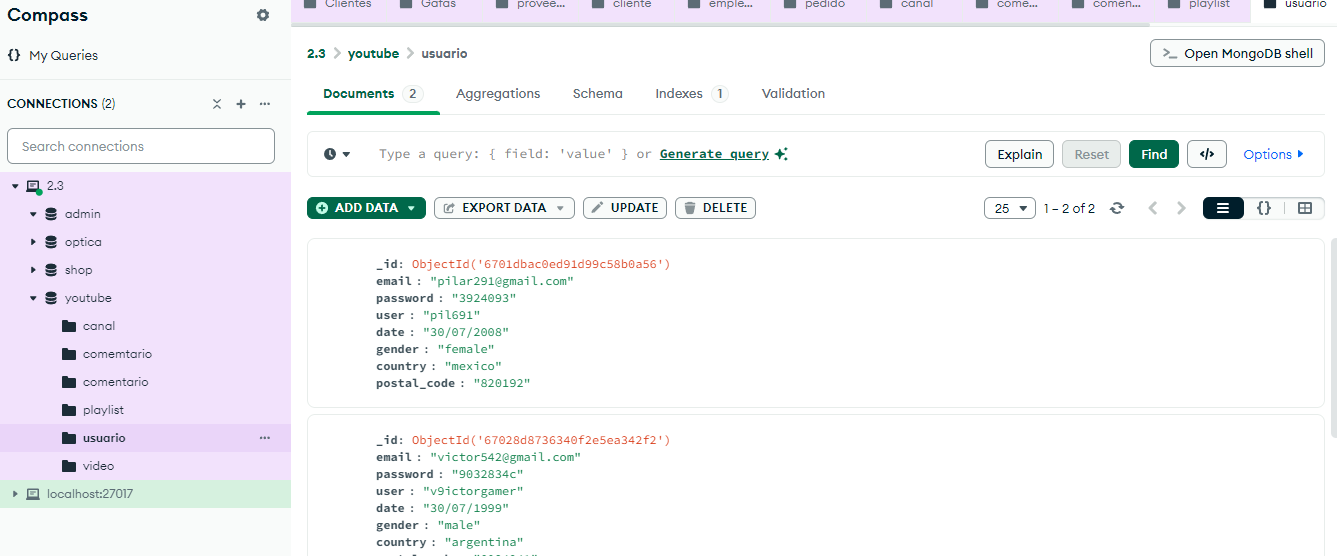 Compass
Clientes Gafas provee... cliente emple... pedido canal come... comen... playlist usuario
{} My Queries
2.3 > youtube > usuario
>_ Open MongoDB shell
CONNECTIONS (2)
Documents 2 Aggregations Schema Indexes 1 Validation
Search connections
Type a query: { field: 'value' } or Generate query
Explain Reset Find </> Options
2.3
admin
optica
shop
youtube
canal
comemtario
comentario
playlist
usuario
video
localhost:27017
ADD DATA EXPORT DATA UPDATE DELETE
25 1 – 2 of 2 {}
_id: ObjectId('6701dbac0ed91d99c58b0a56')
email : "pilar291@gmail.com"
password : "3924093"
user : "pil691"
date : "30/07/2008"
gender : "female"
country : "mexico"
postal_code : "820192"
_id: ObjectId('67028d8736340f2e5ea342f2')
email : "victor542@gmail.com"
password : "9032834c"
user : "v9ictorgamer"
date : "30/07/1999"
gender : "male"
country : "argentina"